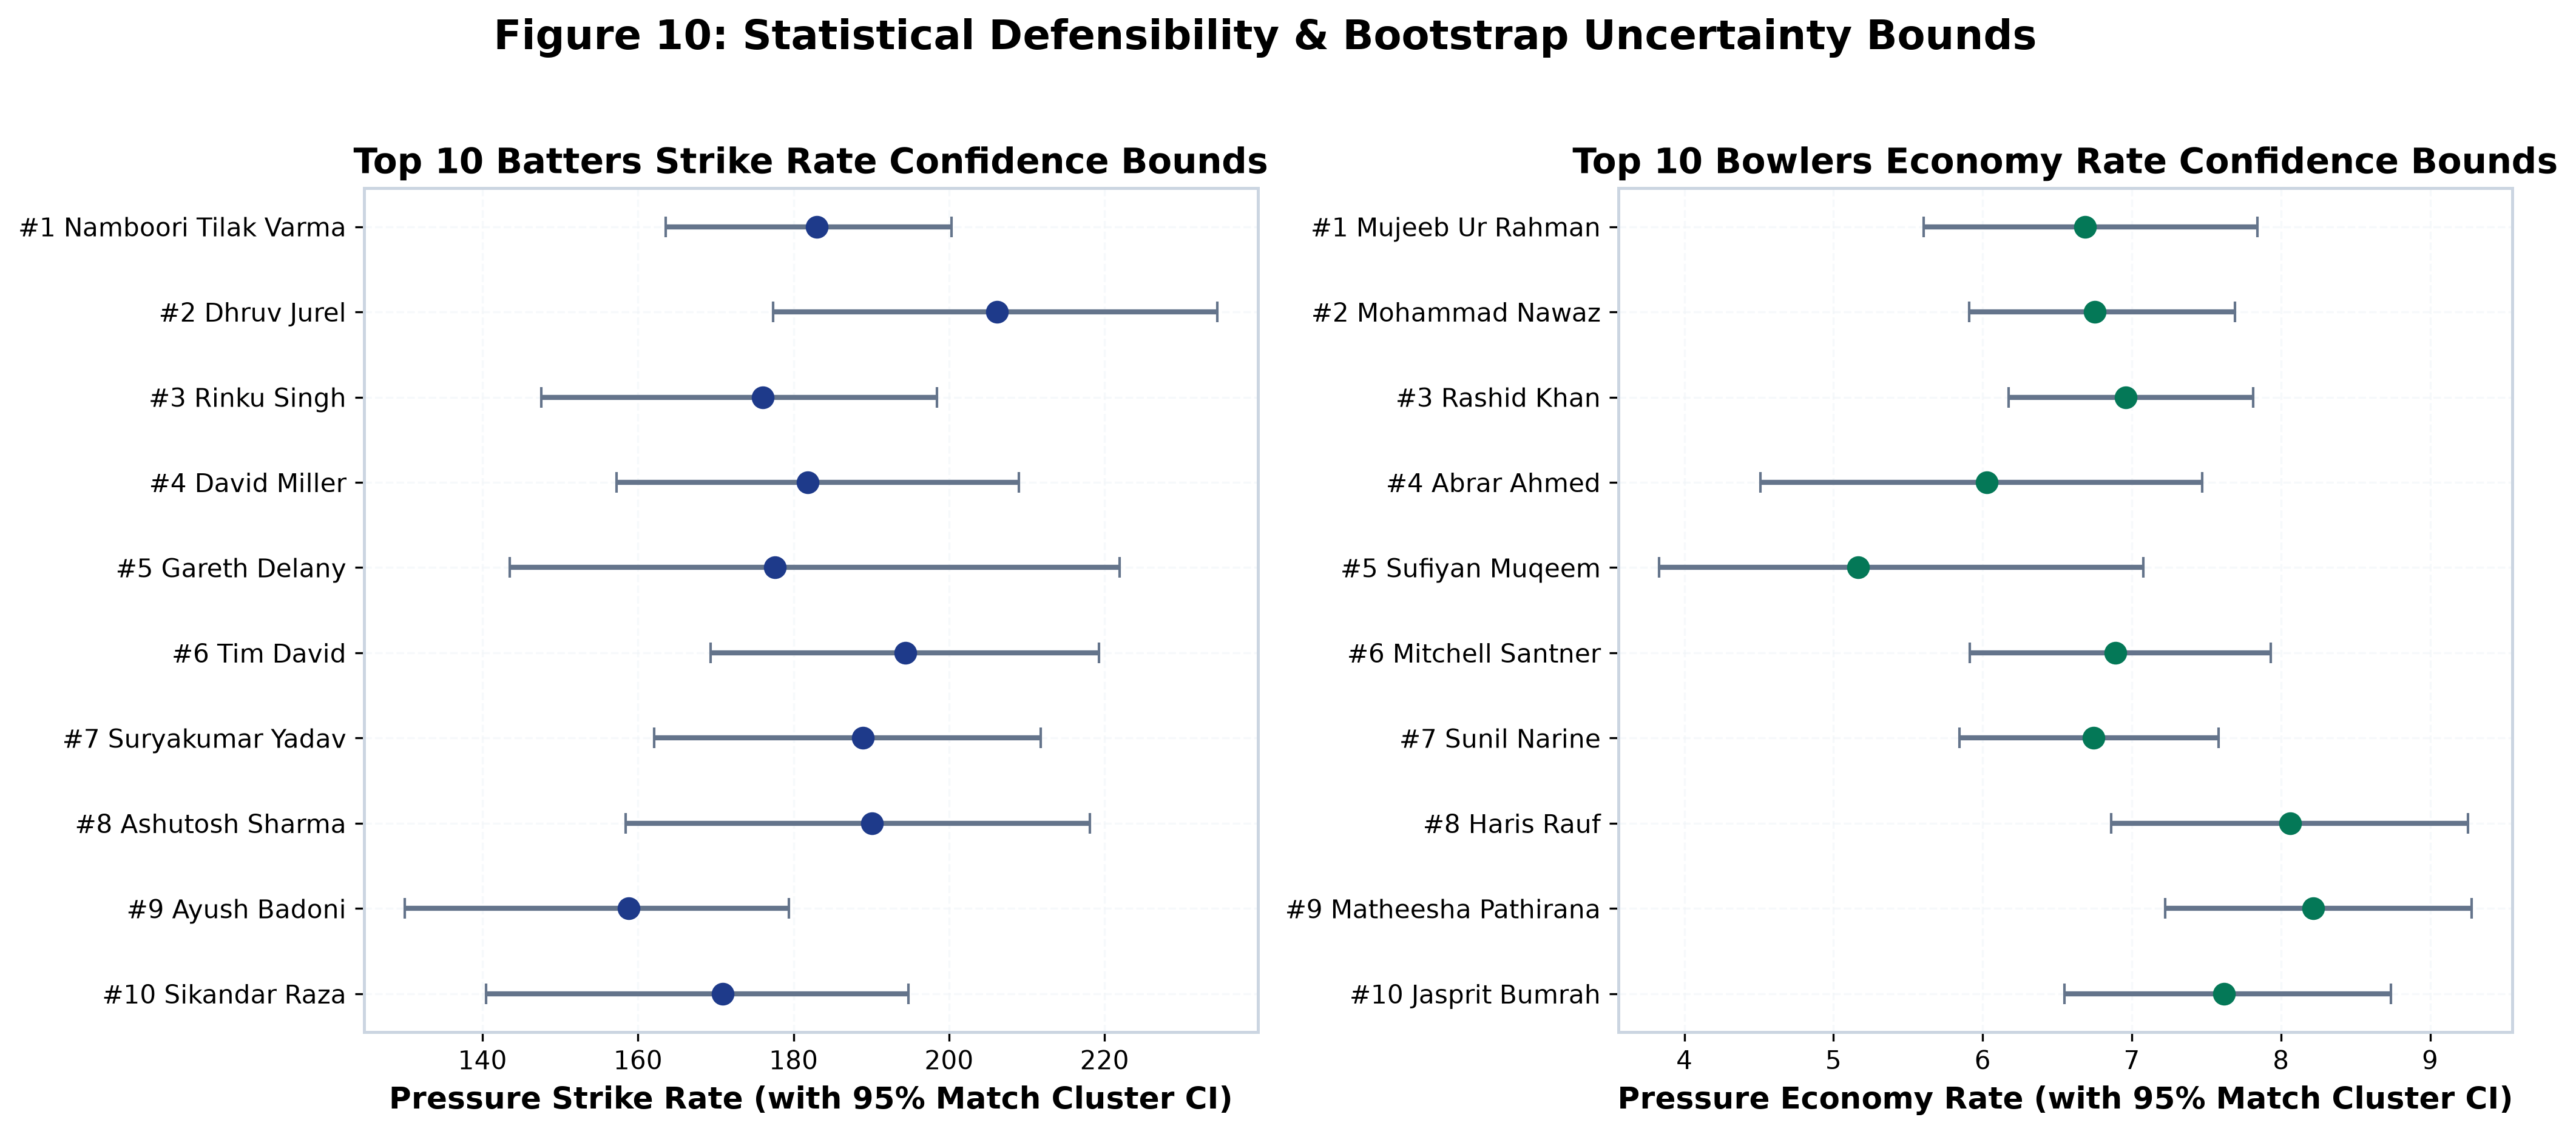 Figure 10: Statistical Defensibility & Bootstrap Uncertainty Bounds
Top 10 Batters Strike Rate Confidence Bounds
#1 Namboori Tilak Varma
#2 Dhruv Jurel
#3 Rinku Singh
#4 David Miller
#5 Gareth Delany
#6 Tim David
#7 Suryakumar Yadav
#8 Ashutosh Sharma
#9 Ayush Badoni
#10 Sikandar Raza
140 160 180 200 220
Pressure Strike Rate (with 95% Match Cluster CI)
Top 10 Bowlers Economy Rate Confidence Bounds
#1 Mujeeb Ur Rahman
#2 Mohammad Nawaz
#3 Rashid Khan
#4 Abrar Ahmed
#5 Sufiyan Muqeem
#6 Mitchell Santner
#7 Sunil Narine
#8 Haris Rauf
#9 Matheesha Pathirana
#10 Jasprit Bumrah
4 5 6 7 8 9
Pressure Economy Rate (with 95% Match Cluster CI)